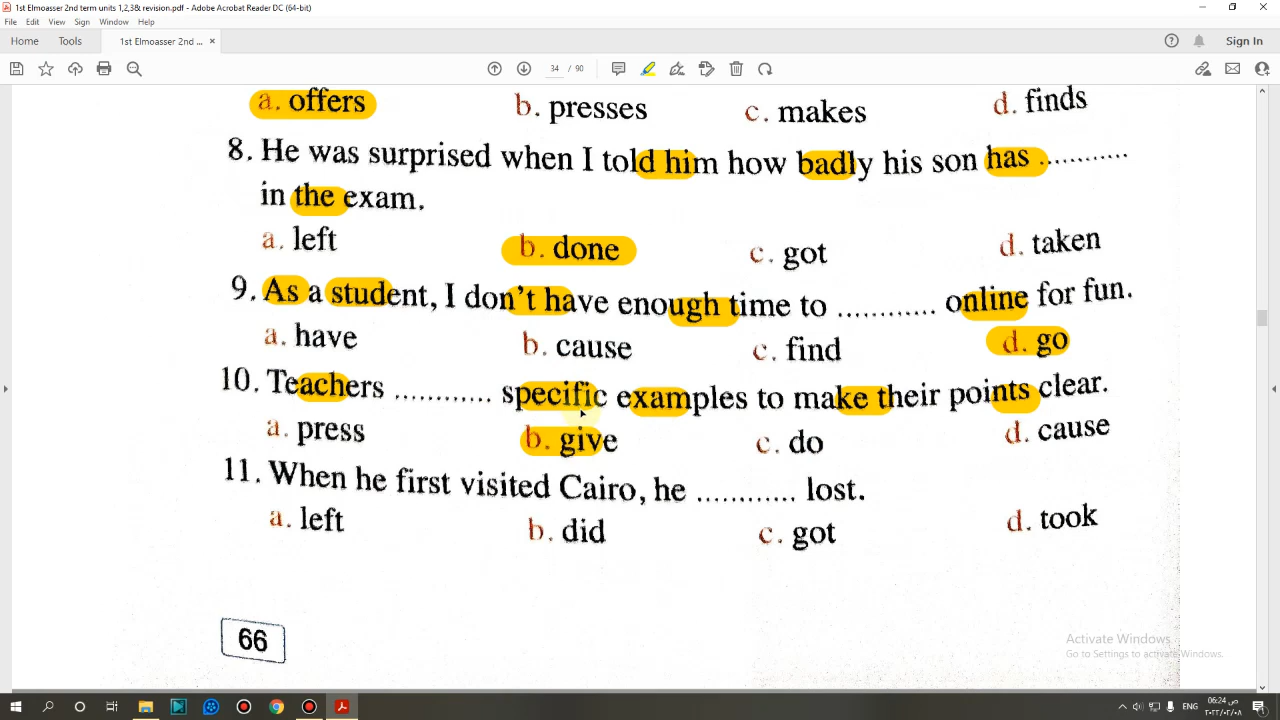 1st Elmoasser 2nd term units 1,2,3& revision.pdf - Adobe Acrobat Reader DC (64-bit)
File Edit View Sign Window Help
Home Tools 1st Elmoasser 2nd ... × Sign In
34 / 90
a. offers b. presses c. makes d. finds
8. He was surprised when I told him how badly his son has ............
in the exam.
a. left b. done c. got d. taken
9. As a student, I don't have enough time to ............ online for fun.
a. have b. cause c. find d. go
10. Teachers ............ specific examples to make their points clear.
a. press b. give c. do d. cause
11. When he first visited Cairo, he ............ lost.
a. left b. did c. got d. took
66
Activate Windows
Go to Settings to activate Windows.
ENG
06:24 ص
٢٠٢٢/٠٢/٠٨